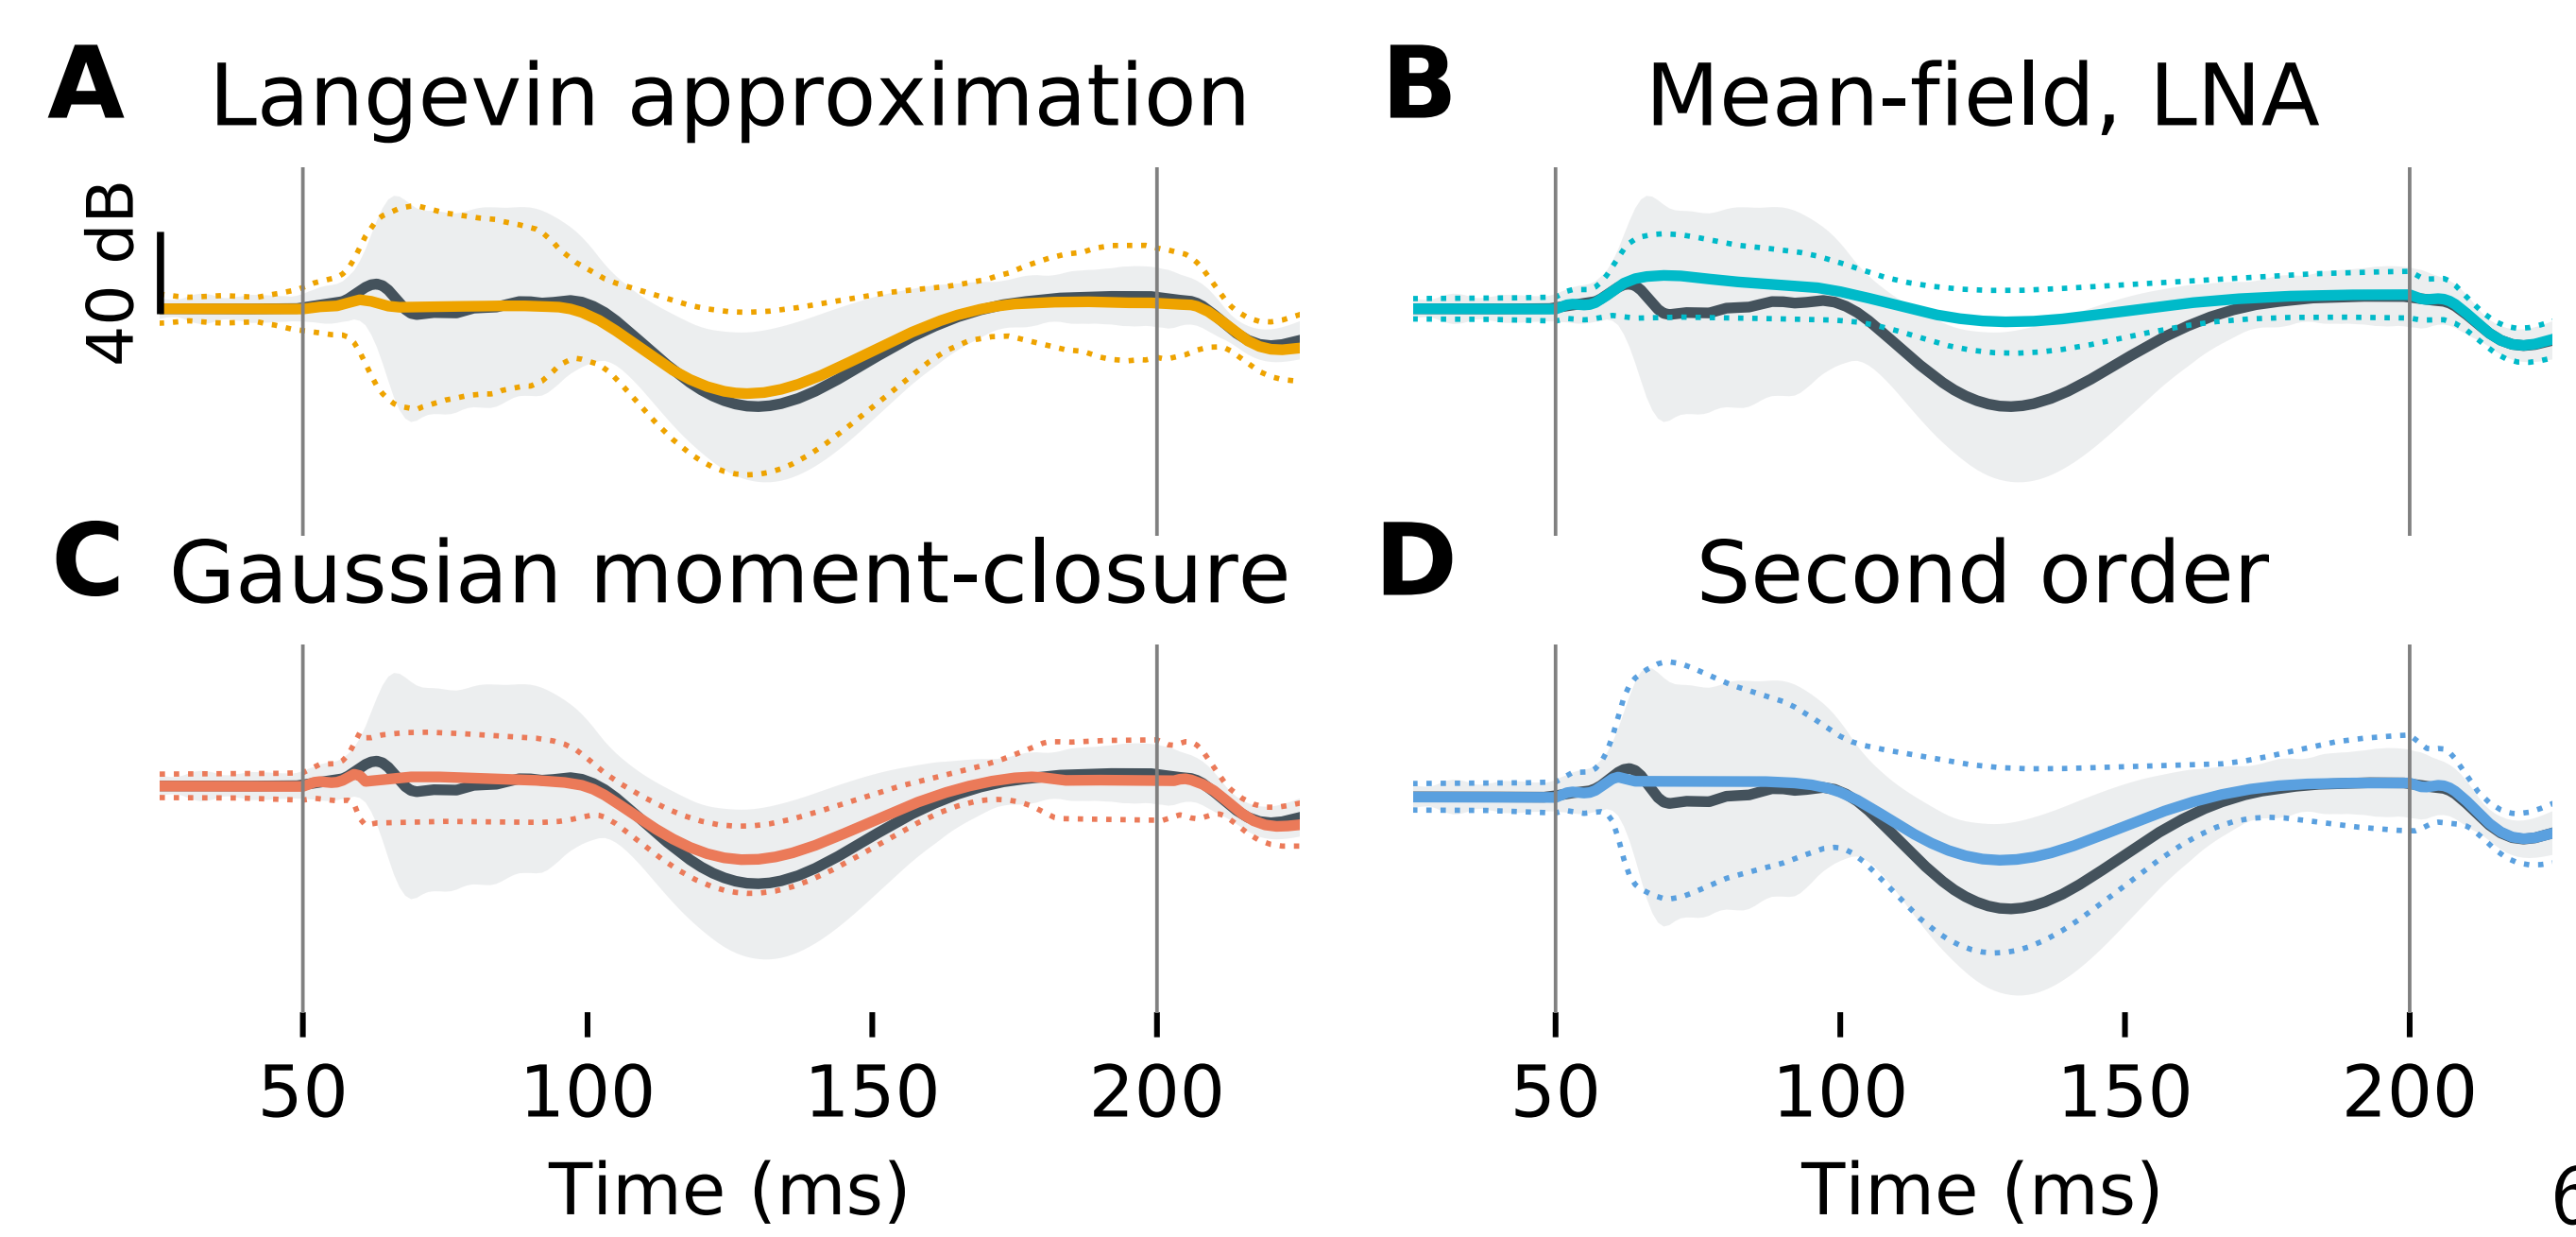 A Langevin approximation
B Mean-field, LNA
40 dB
C Gaussian moment-closure
D Second order
50 100 150 200
50 100 150 200
Time (ms)
Time (ms)